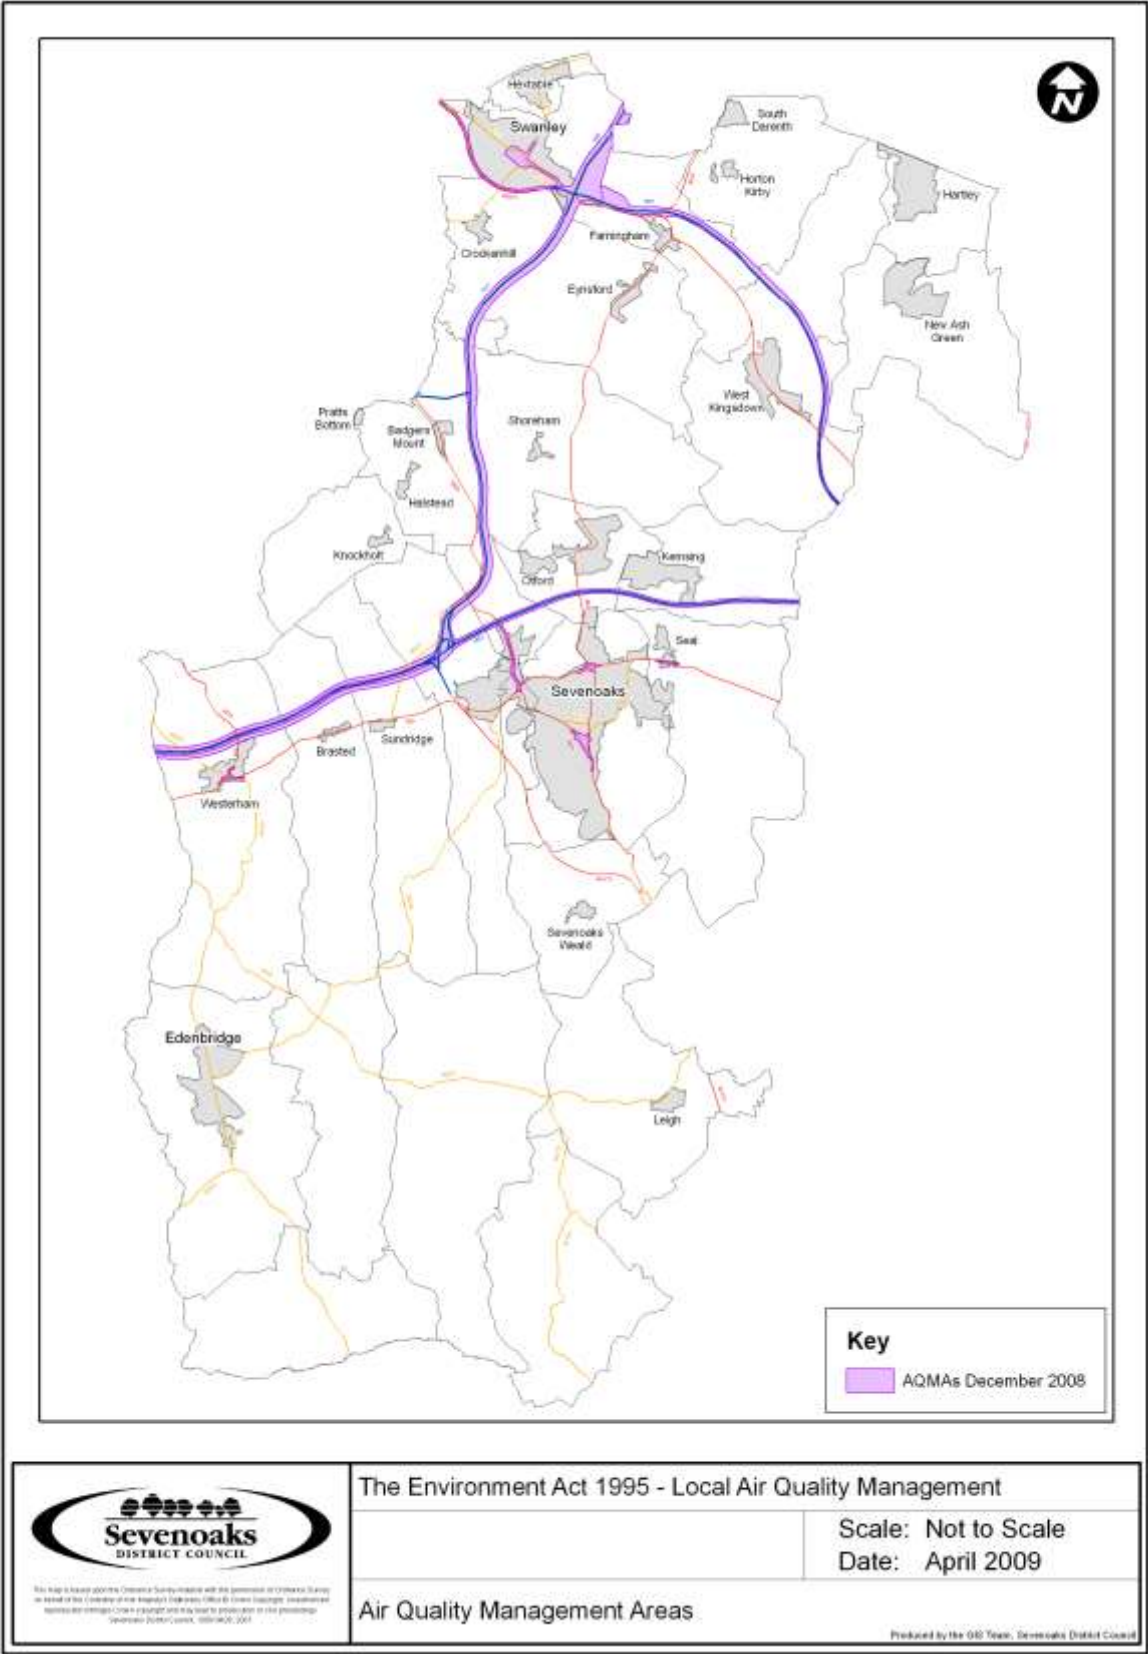 Hextable
Swanley
South
Darenth
Horton
Kirby
Hartley
Farningham
Crockenhill
Eynsford
New Ash
Green
West
Kingsdown
Pratts
Bottom
Badgers
Mount
Shoreham
Halstead
Knockholt
Otford
Kemsing
Seal
Sevenoaks
Brasted
Sundridge
Westerham
Sevenoaks
Weald
Edenbridge
Leigh
N
Key
AQMAs December 2008
Sevenoaks
DISTRICT COUNCIL
The Environment Act 1995 - Local Air Quality Management
Scale: Not to Scale
Date: April 2009
Air Quality Management Areas
Produced by the GIS Team, Sevenoaks District Council